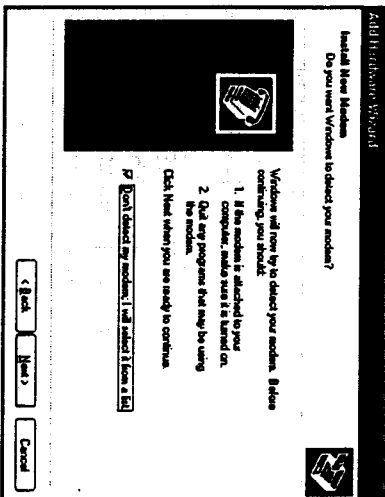 Add Hardware Wizard
Install New Modem
Do you want Windows to detect your modem?
Windows will now try to detect your modem. Before
continuing, you should:
1. If the modem is attached to your
computer, make sure it is turned on.
2. Quit any programs that may be using
the modem.
Click Next when you are ready to continue.
Don't detect my modem; I will select it from a list.
< Back
Next >
Cancel